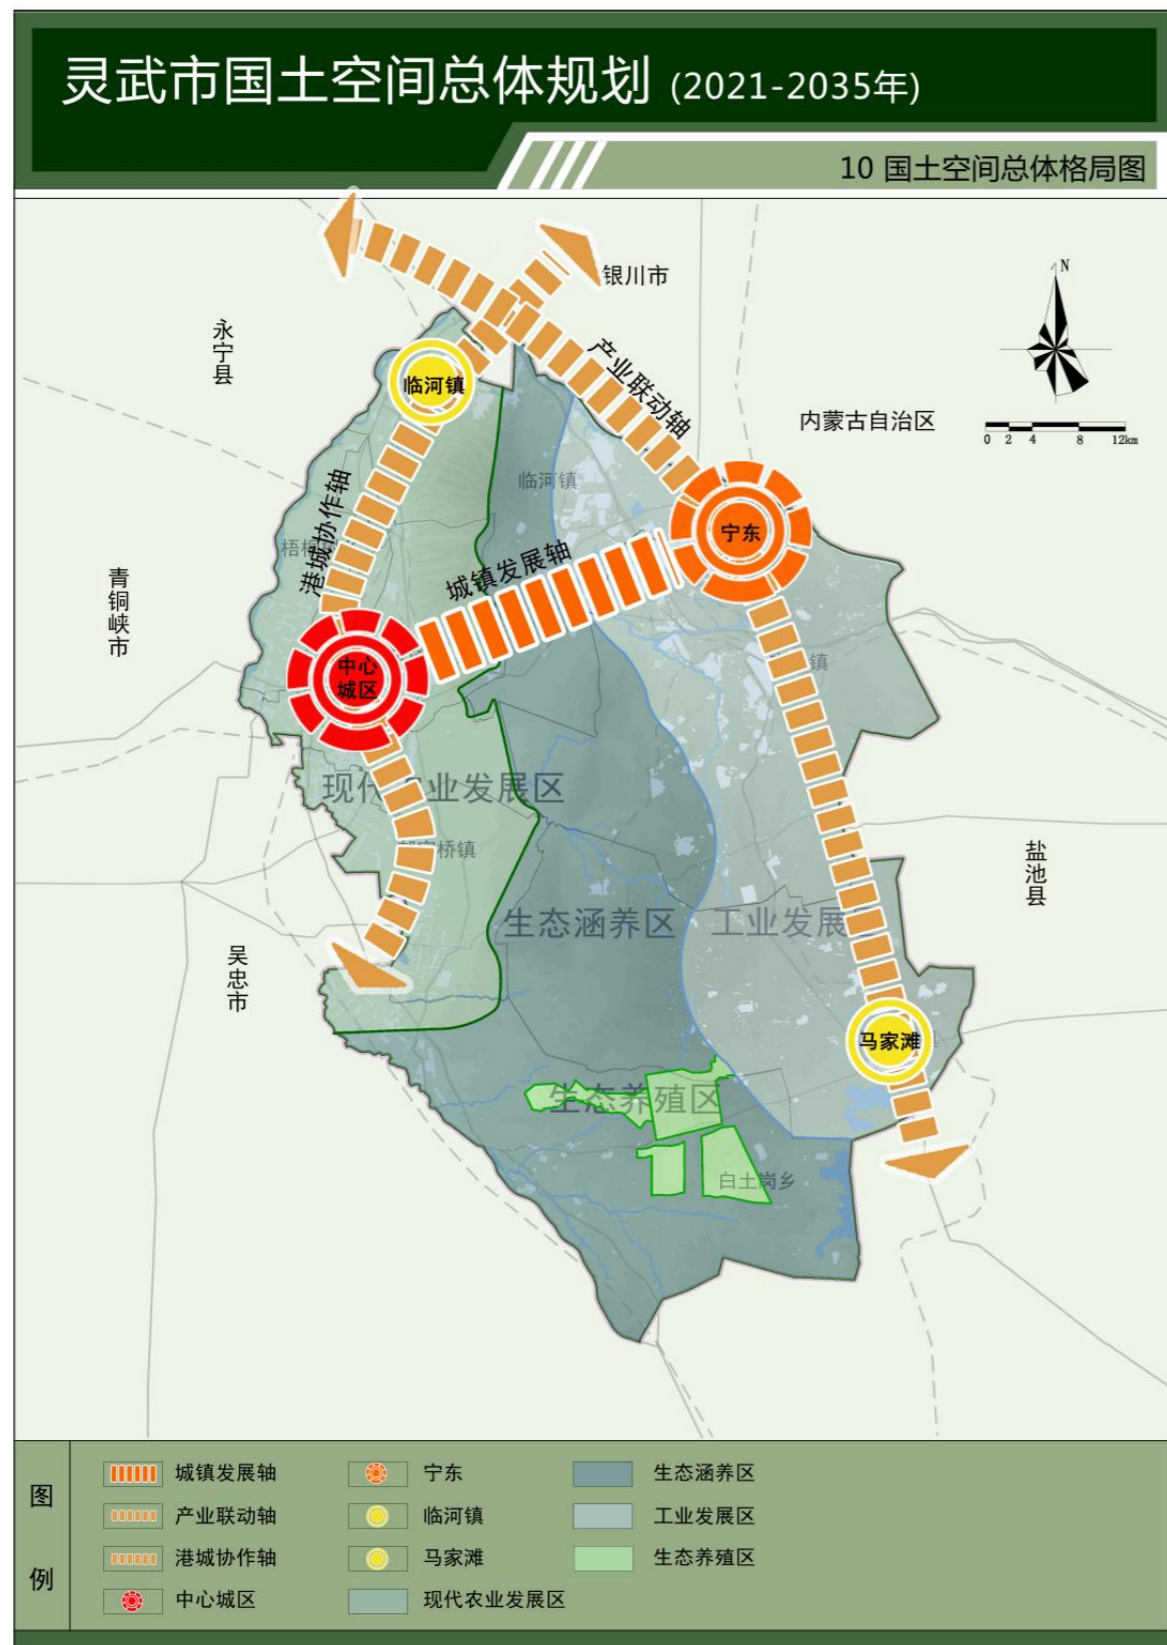 灵武市国土空间总体规划 (2021-2035年)
10 国土空间总体格局图
银川市
N
永宁县
产业联动轴
临河镇
内蒙古自治区
0 2 4 8 12km
临河镇
港城协作轴
宁东
梧
城镇发展轴
青铜峡市
中心
城区
镇
现代农业发展区
桥镇
盐池县
生态涵养区
工业发展
吴忠市
马家滩
生态养殖区
白土岗乡
图例
城镇发展轴
宁东
生态涵养区
产业联动轴
临河镇
工业发展区
港城协作轴
马家滩
生态养殖区
中心城区
现代农业发展区